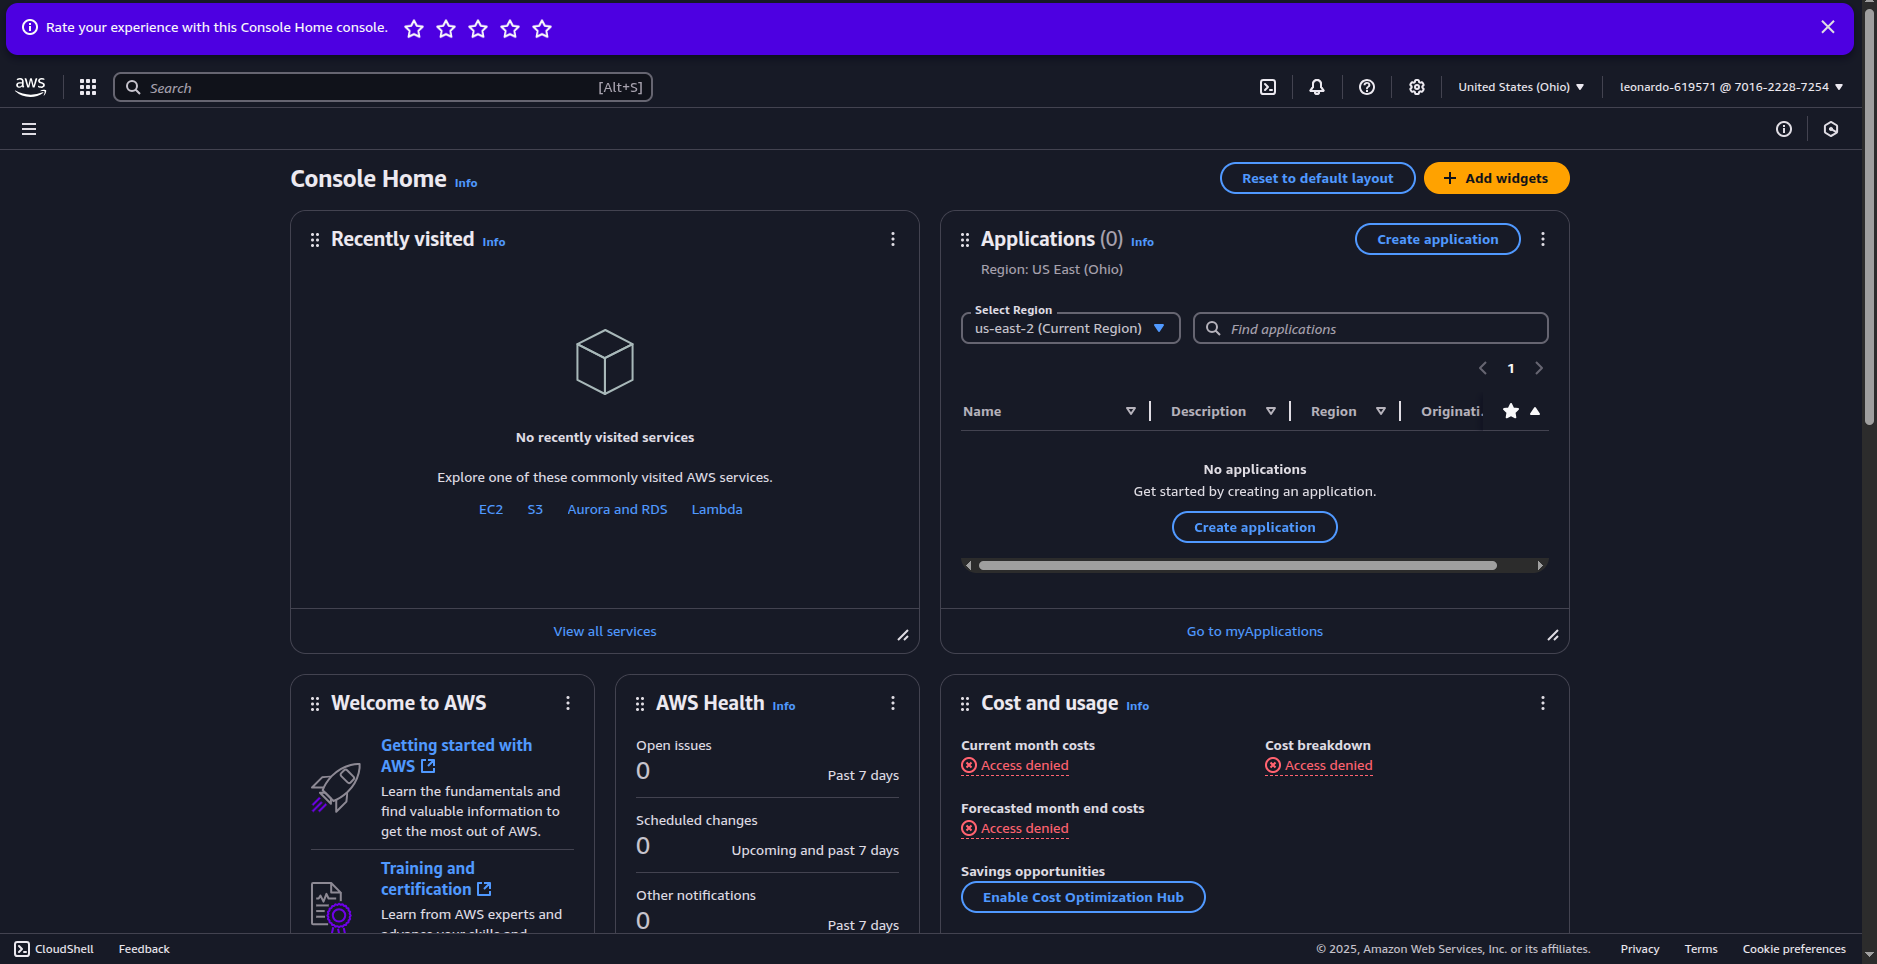 Rate your experience with this Console Home console.
aws
Search [Alt+S]
United States (Ohio)
leonardo-619571 @ 7016-2228-7254
Console Home Info
Reset to default layout
Add widgets
Recently visited Info
No recently visited services
Explore one of these commonly visited AWS services.
EC2 S3 Aurora and RDS Lambda
View all services
Applications (0) Info
Create application
Region: US East (Ohio)
Select Region
us-east-2 (Current Region)
Find applications
1
Name Description Region Originati.
No applications
Get started by creating an application.
Create application
Go to myApplications
Welcome to AWS
Getting started with
AWS
Learn the fundamentals and
find valuable information to
get the most out of AWS.
Training and
certification
Learn from AWS experts and
advance your skills and
AWS Health Info
Open issues
0 Past 7 days
Scheduled changes
0 Upcoming and past 7 days
Other notifications
0 Past 7 days
Cost and usage Info
Current month costs
Access denied
Cost breakdown
Access denied
Forecasted month end costs
Access denied
Savings opportunities
Enable Cost Optimization Hub
CloudShell Feedback
© 2025, Amazon Web Services, Inc. or its affiliates. Privacy Terms Cookie preferences